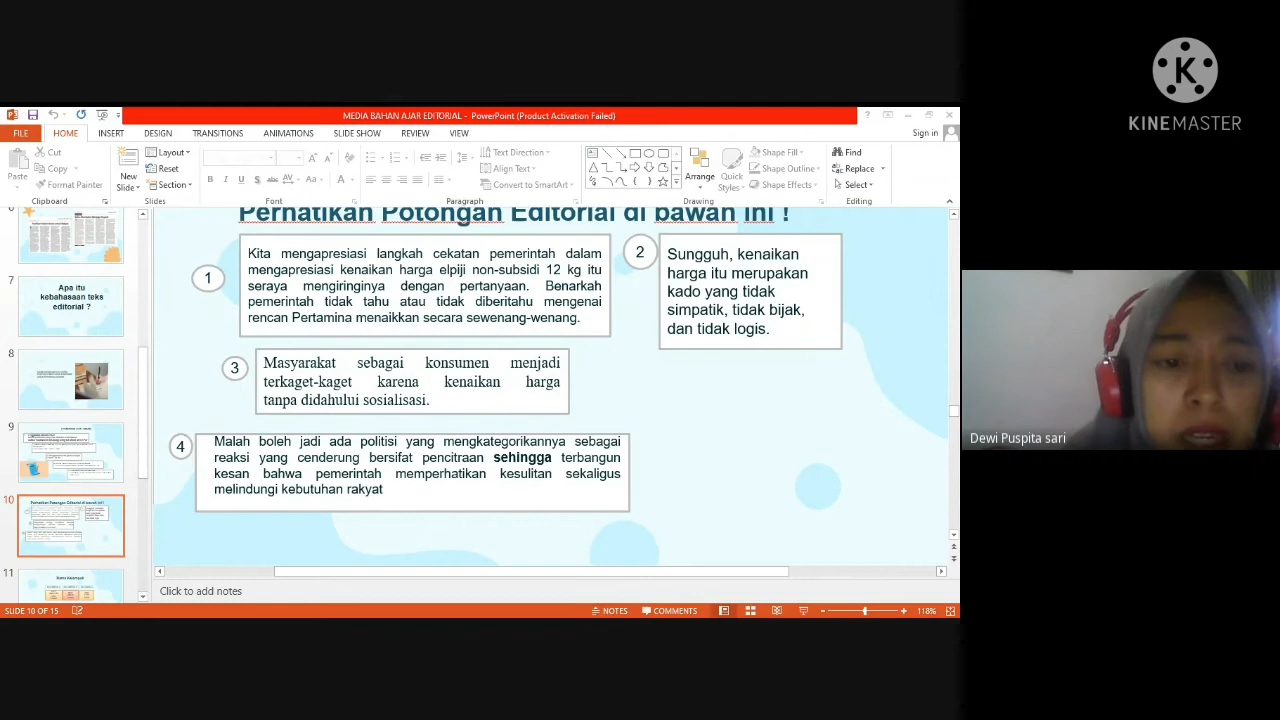 K
KINEMASTER
MEDIA BAHAN AJAR EDITORIAL - PowerPoint (Product Activation Failed)
FILE HOME INSERT DESIGN TRANSITIONS ANIMATIONS SLIDE SHOW REVIEW VIEW Sign in
Paste
Cut
Copy
Format Painter
Clipboard
New Slide
Layout
Reset
Section
Slides
Font
Text Direction
Align Text
Convert to SmartArt
Paragraph
Arrange
Quick Styles
Shape Fill
Shape Outline
Shape Effects
Drawing
Find
Replace
Select
Editing
7
Apa itu
kebahasaan teks
editorial ?
8
9
10
11
Perhatikan Potongan Editorial di bawah ini !
1
Kita mengapresiasi langkah cekatan pemerintah dalam
mengapresiasi kenaikan harga elpiji non-subsidi 12 kg itu
seraya mengiringinya dengan pertanyaan. Benarkah
pemerintah tidak tahu atau tidak diberitahu mengenai
rencan Pertamina menaikkan secara sewenang-wenang.
2
Sungguh, kenaikan
harga itu merupakan
kado yang tidak
simpatik, tidak bijak,
dan tidak logis.
3
Masyarakat sebagai konsumen menjadi
terkaget-kaget karena kenaikan harga
tanpa didahului sosialisasi.
4
Malah boleh jadi ada politisi yang mengkategorikannya sebagai
reaksi yang cenderung bersifat pencitraan sehingga terbangun
kesan bahwa pemerintah memperhatikan kesulitan sekaligus
melindungi kebutuhan rakyat
Click to add notes
SLIDE 10 OF 15
NOTES COMMENTS 118%
Dewi Puspita sari